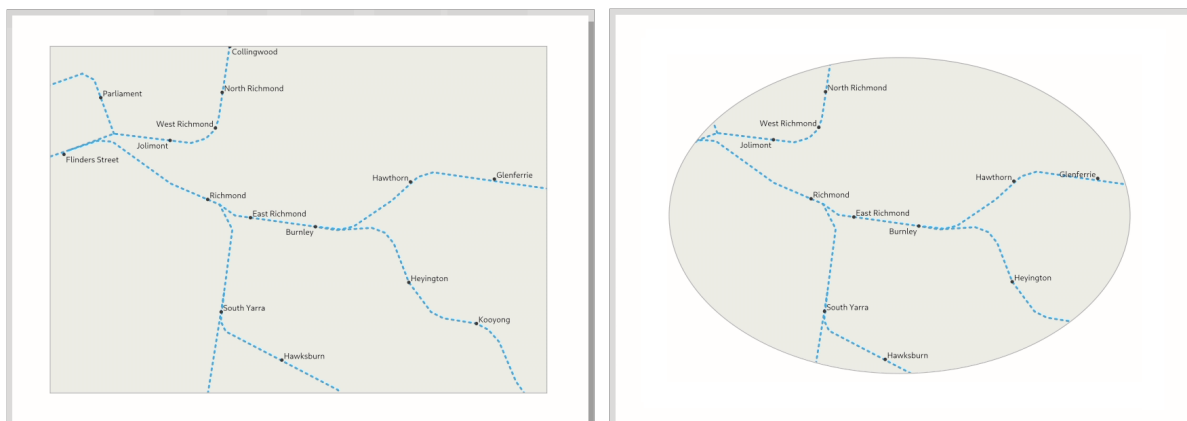 Collingwood
North Richmond
Parliament
West Richmond
Jolimont
Flinders Street
Glenferrie
Hawthorn
Richmond
East Richmond
Burnley
Heyington
South Yarra
Kooyong
Hawksburn
North Richmond
West Richmond
Jolimont
Glenferrie
Hawthorn
Richmond
East Richmond
Burnley
Heyington
South Yarra
Hawksburn